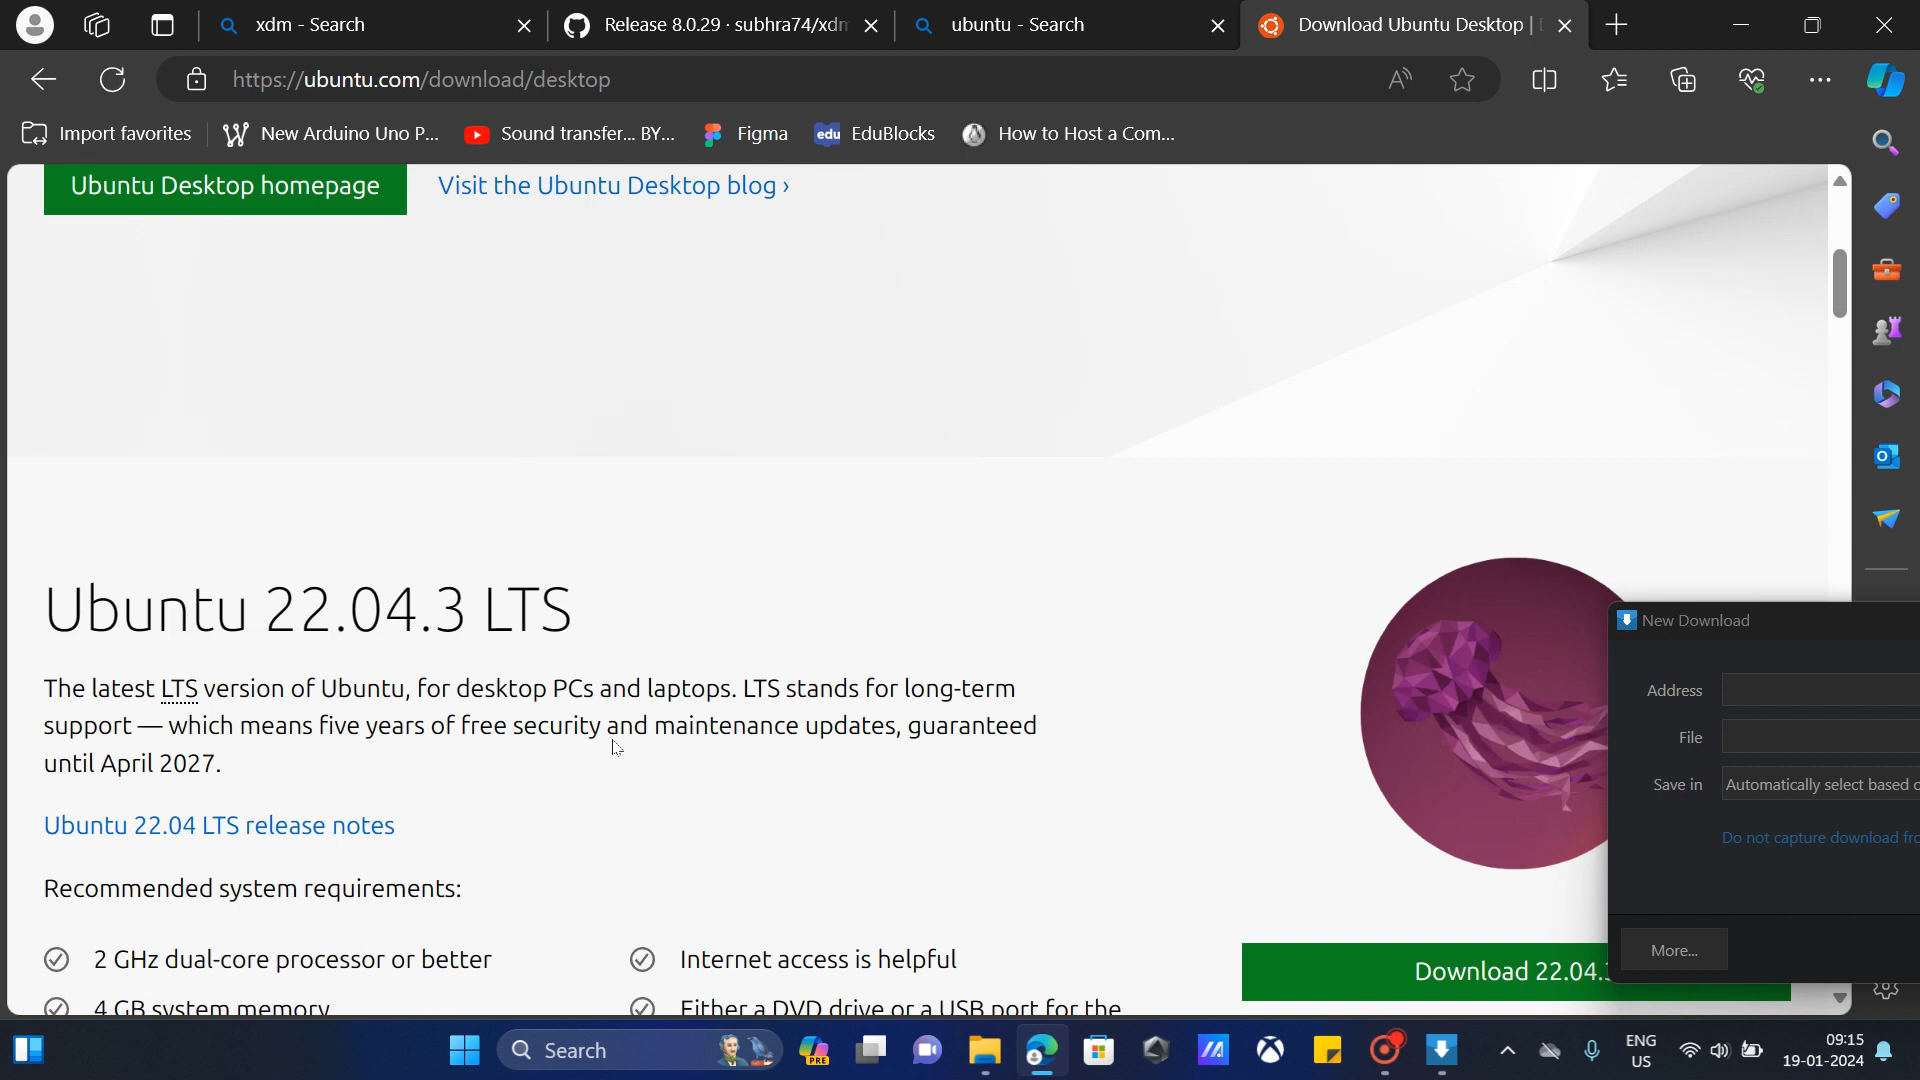 xdm - Search
Release 8.0.29 · subhra74/xdm
ubuntu - Search
Download Ubuntu Desktop |
https://ubuntu.com/download/desktop
Import favorites
New Arduino Uno P...
Sound transfer... BY...
Figma
edu EduBlocks
How to Host a Com...
Ubuntu Desktop homepage
Visit the Ubuntu Desktop blog ›
Ubuntu 22.04.3 LTS
The latest LTS version of Ubuntu, for desktop PCs and laptops. LTS stands for long-term
support — which means five years of free security and maintenance updates, guaranteed
until April 2027.
Ubuntu 22.04 LTS release notes
Recommended system requirements:
2 GHz dual-core processor or better
Internet access is helpful
4 GB system memory
Either a DVD drive or a USB port for the
Download 22.04.3
New Download
Address
File
Save in
Automatically select based o
Do not capture download fro
More...
Search
PRE
ENG
US
09:15
19-01-2024